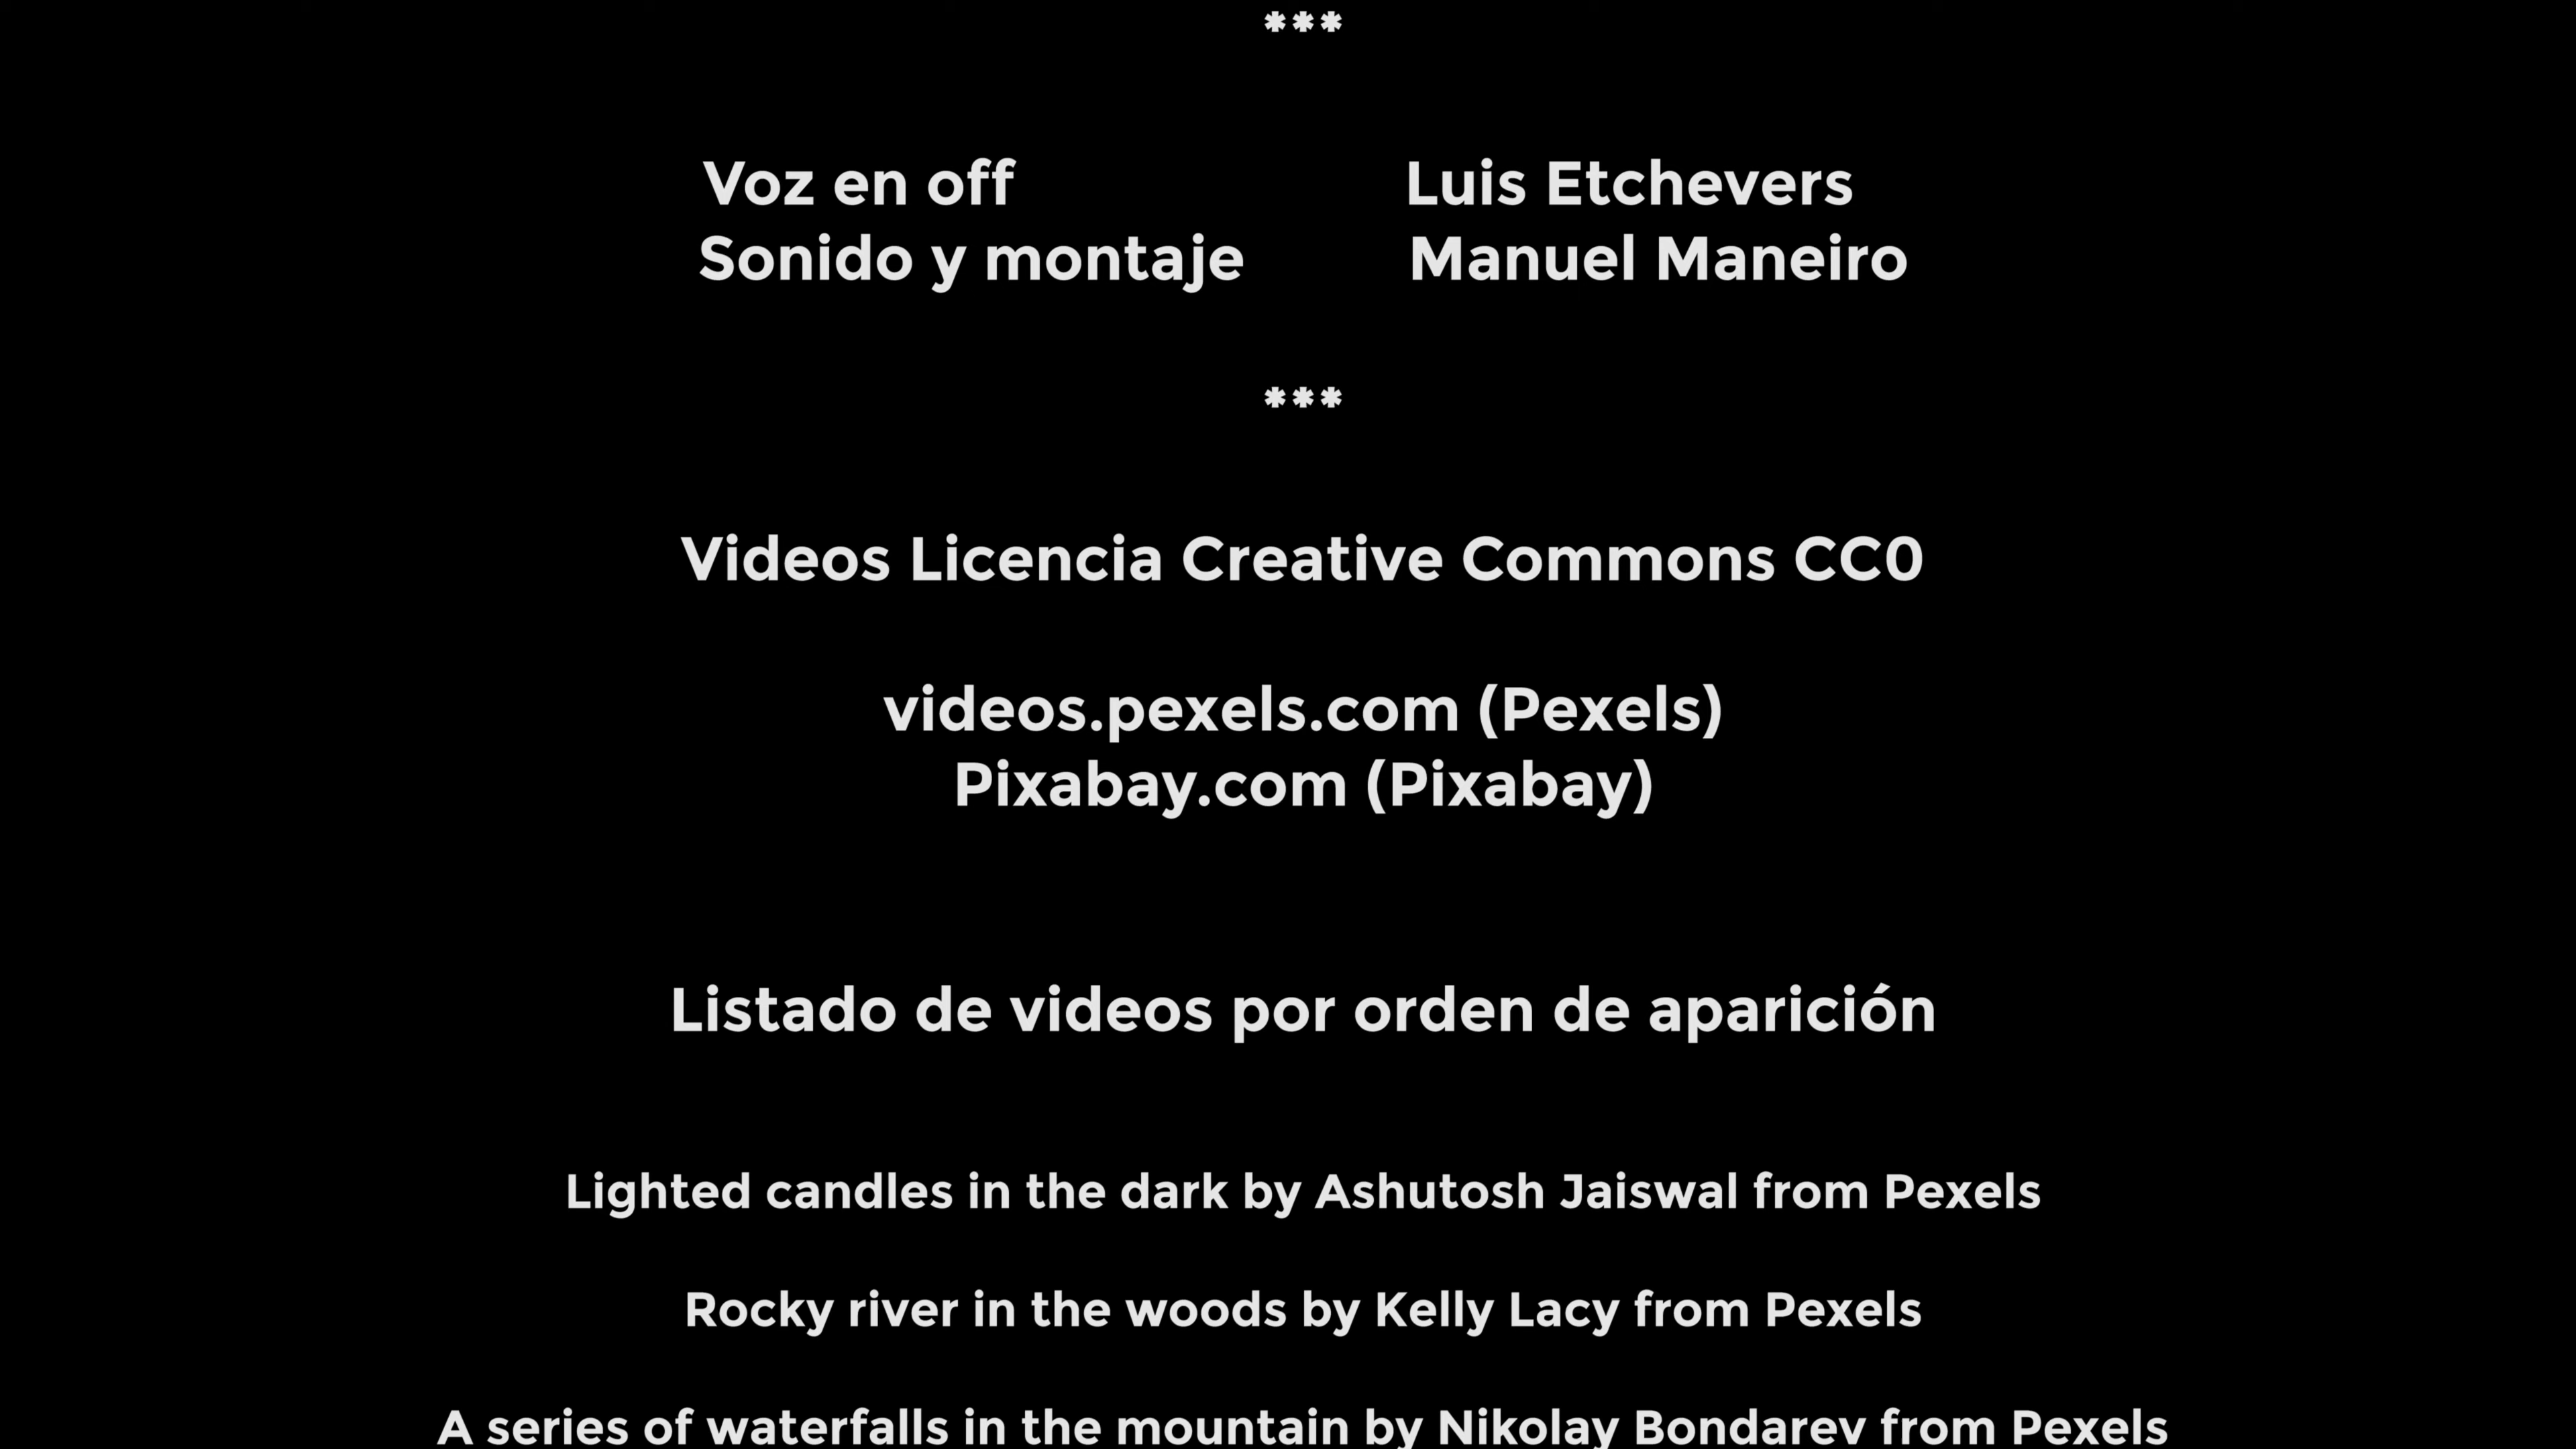 ***
Voz en off Luis Etchevers
Sonido y montaje Manuel Maneiro
***
Videos Licencia Creative Commons CC0
videos.pexels.com (Pexels)
Pixabay.com (Pixabay)
Listado de videos por orden de aparición
Lighted candles in the dark by Ashutosh Jaiswal from Pexels
Rocky river in the woods by Kelly Lacy from Pexels
A series of waterfalls in the mountain by Nikolay Bondarev from Pexels